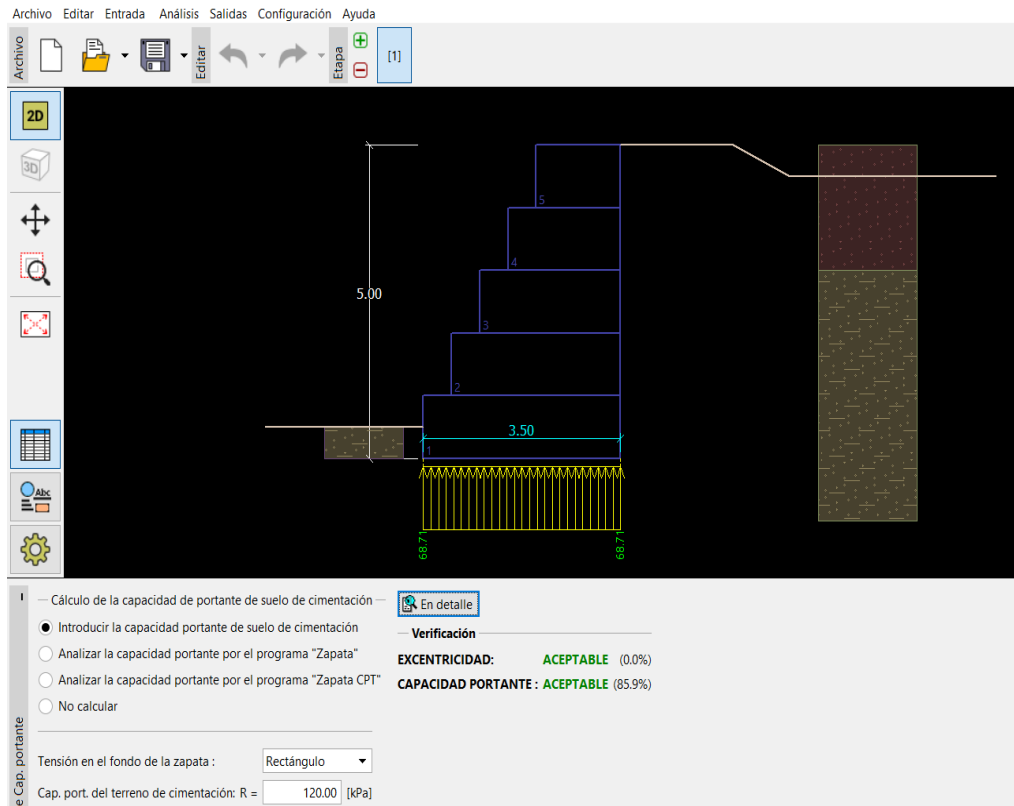 Archivo Editar Entrada Análisis Salidas Configuración Ayuda
Archivo
Editar
Etapa
[1]
2D
3D
Abc
5.00
5
4
3
2
1
3.50
68.71
68.71
Cálculo de la capacidad de portante de suelo de cimentación
Introducir la capacidad portante de suelo de cimentación
Analizar la capacidad portante por el programa "Zapata"
Analizar la capacidad portante por el programa "Zapata CPT"
No calcular
Tensión en el fondo de la zapata : Rectángulo
Cap. port. del terreno de cimentación: R = 120.00 [kPa]
En detalle
Verificación
EXCENTRICIDAD: ACEPTABLE (0.0%)
CAPACIDAD PORTANTE : ACEPTABLE (85.9%)
e Cap. portante